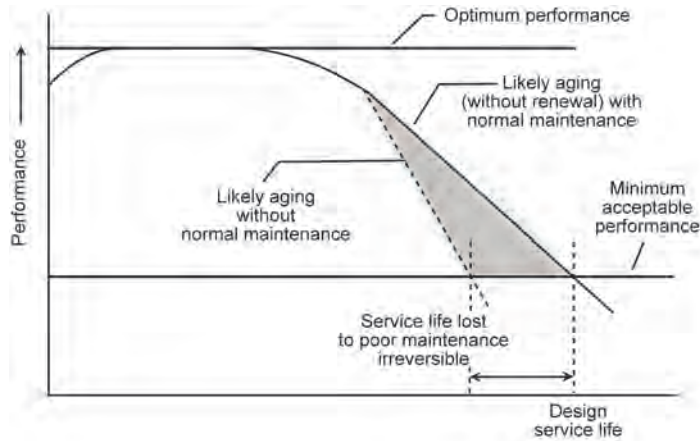 Optimum performance
Likely aging
(without renewal) with
normal maintenance
Performance
Likely aging
without
normal maintenance
Minimum
acceptable
performance
Service life lost
to poor maintenance
irreversible
Design
service life